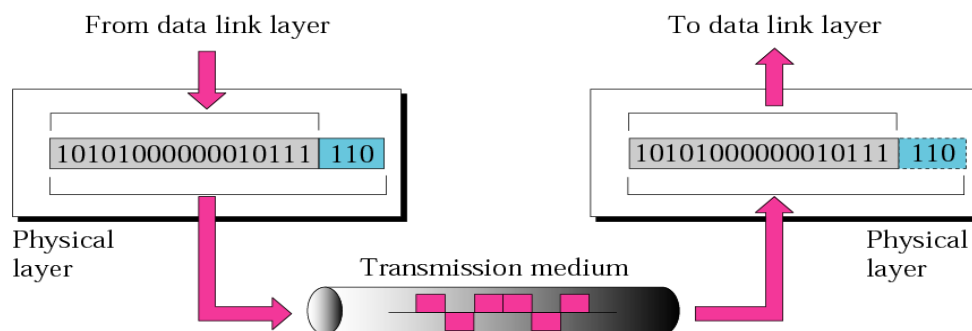 From data link layer
To data link layer
10101000000010111 110
10101000000010111 110
Physical
layer
Physical
layer
Transmission medium